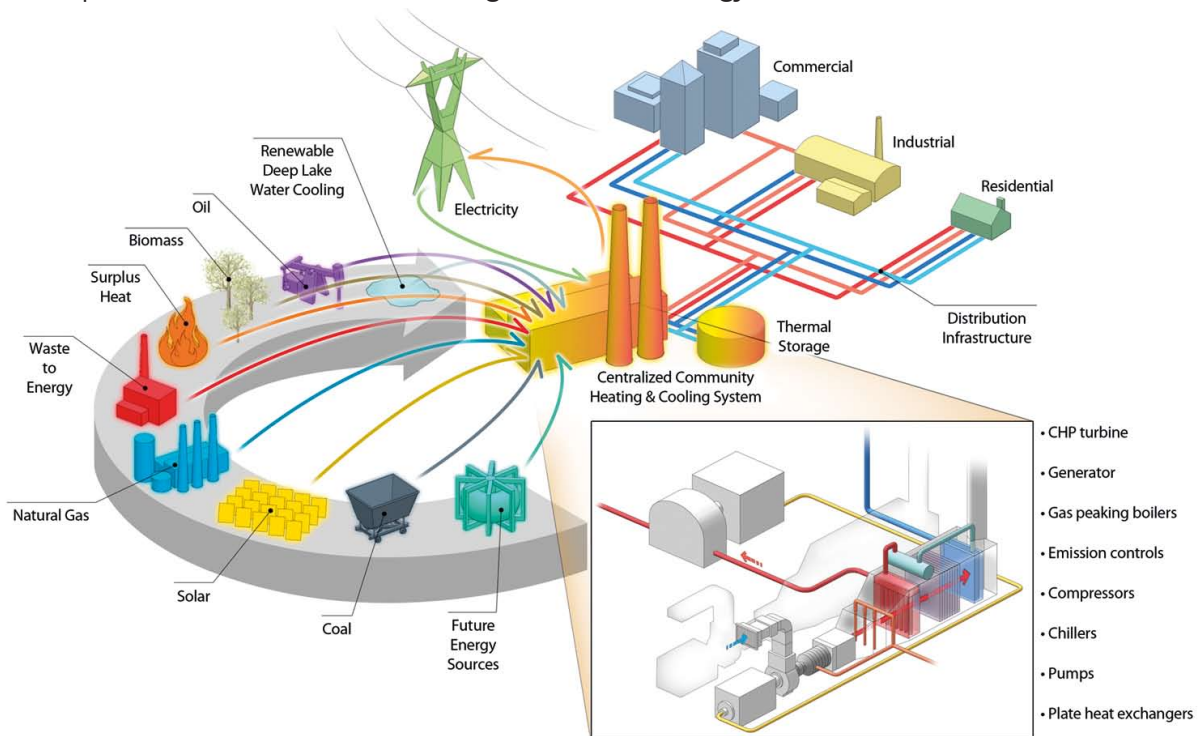 Commercial
Industrial
Residential
Renewable
Deep Lake
Water Cooling
Electricity
Oil
Biomass
Surplus
Heat
Waste
to
Energy
Natural Gas
Solar
Coal
Future
Energy
Sources
Centralized Community
Heating & Cooling System
Thermal
Storage
Distribution
Infrastructure
• CHP turbine
• Generator
• Gas peaking boilers
• Emission controls
• Compressors
• Chillers
• Pumps
• Plate heat exchangers